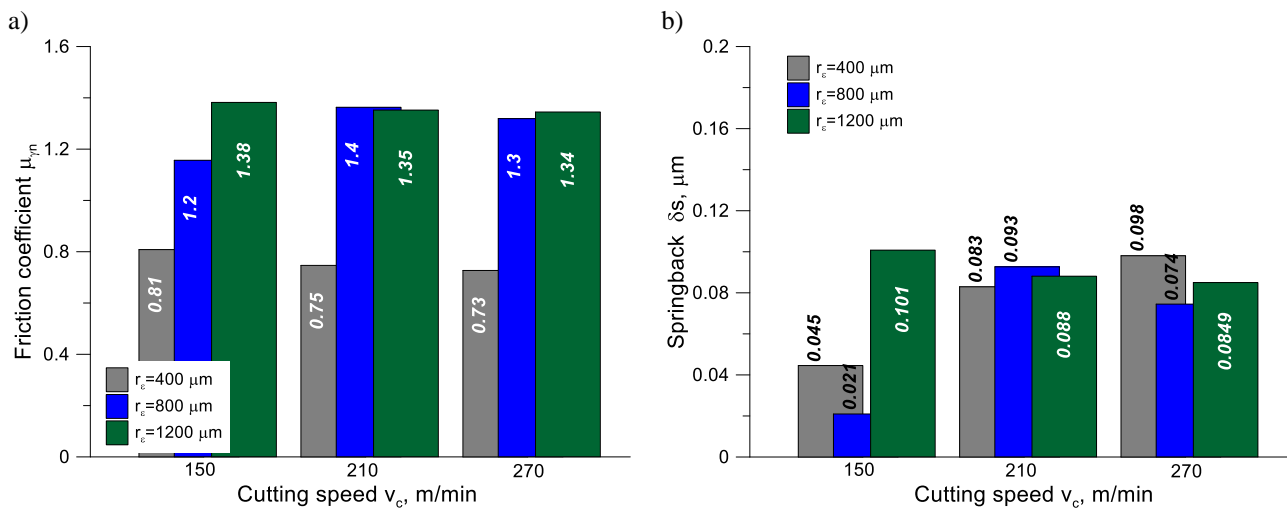 a)
1.6
1.2
0.8
0.4
0
Friction coefficient μγn
0.81
1.2
1.38
0.75
1.4
1.35
0.73
1.3
1.34
rε=400 μm
rε=800 μm
rε=1200 μm
150 210 270
Cutting speed vc, m/min
b)
0.2
0.16
0.12
0.08
0.04
0
Springback δs, μm
rε=400 μm
rε=800 μm
rε=1200 μm
0.045
0.021
0.101
0.083
0.093
0.088
0.098
0.074
0.0849
150 210 270
Cutting speed vc, m/min